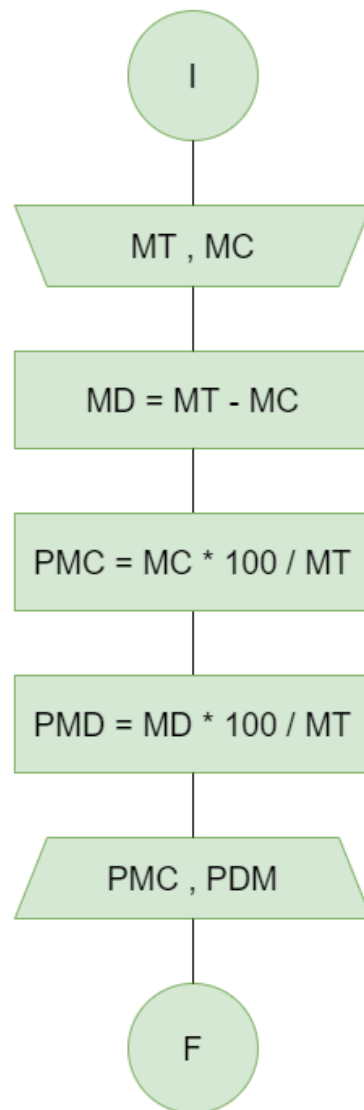 I
MT , MC
MD = MT - MC
PMC = MC * 100 / MT
PMD = MD * 100 / MT
PMC , PDM
F